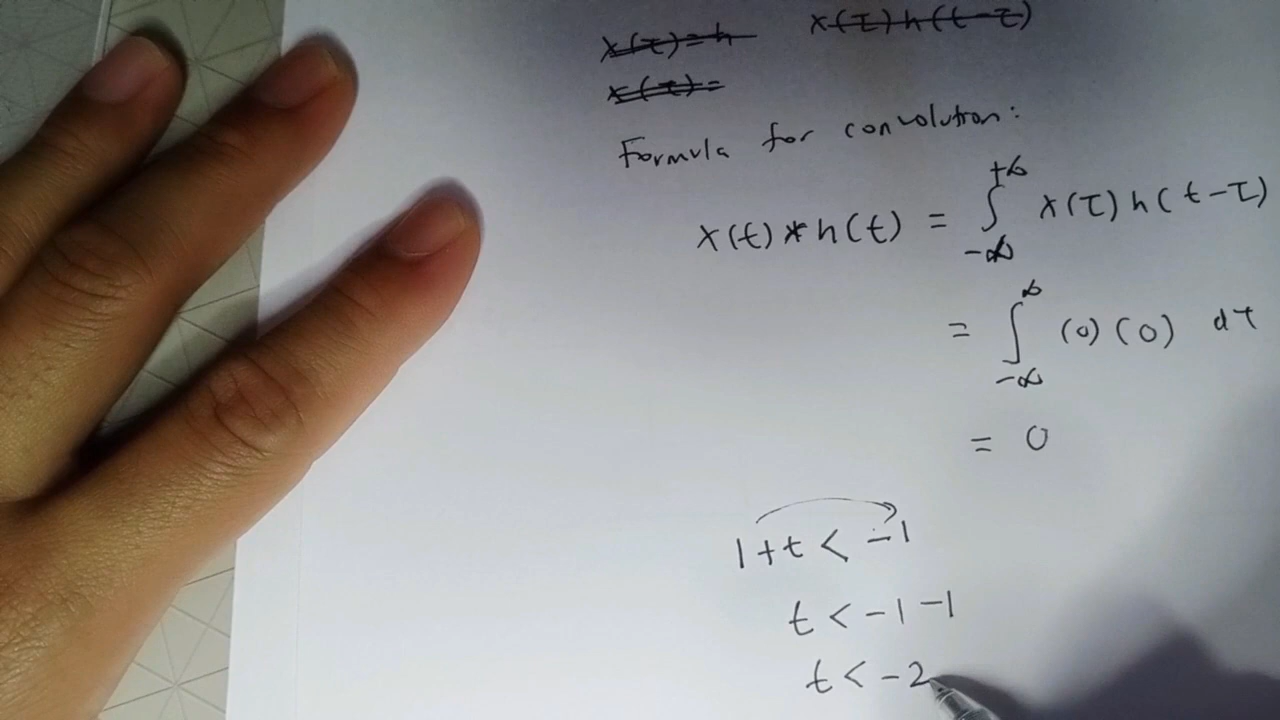 x(τ)=h x(τ)h(t-τ)
x(τ)=
Formula for convolution:
x(t)*h(t) = ∫_{-∞}^{+∞} x(τ)h(t-τ)
= ∫_{-∞}^{∞} (0)(0) dτ
= 0
1+t < -1
t < -1 -1
t < -2